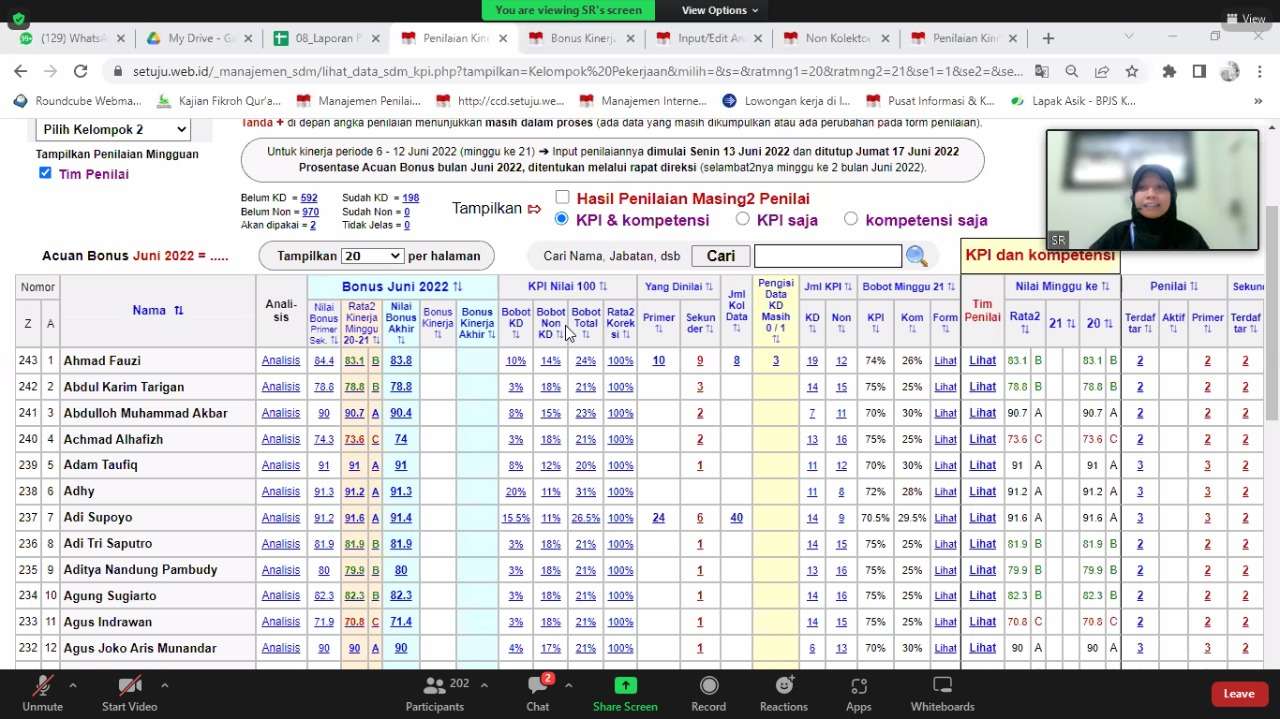 You are viewing SR's screen
View Options
View
(129) WhatsA
My Drive - G
08_Laporan P
Penilaian Kine
Bonus Kinerj
Input/Edit An
Non Kolekto
Penilaian Kin
setuju.web.id/_manajemen_sdm/lihat_data_sdm_kpi.php?tampilkan=Kelompok%20Pekerjaan&milih=&s=&ratmng1=20&ratmng2=21&se1=1&se2=&se...
Roundcube Webma...
Kajian Fikroh Qur'a...
Manajemen Penilai...
http://ccd.setuju.we...
Manajemen Interne...
Lowongan kerja di I...
Pusat Informasi & K...
Lapak Asik - BPJS K...
»
Pilih Kelompok 2
Tanda + di depan angka penilaian menunjukkan masih dalam proses (ada data yang masih dikumpulkan atau ada perubahan pada form penilaian).
Tampilkan Penilaian Mingguan
Tim Penilai
Untuk kinerja periode 6 - 12 Juni 2022 (minggu ke 21) ➔ Input penilaiannya dimulai Senin 13 Juni 2022 dan ditutup Jumat 17 Juni 2022
Prosentase Acuan Bonus bulan Juni 2022, ditentukan melalui rapat direksi (selambat2nya minggu ke 2 bulan Juni 2022).
Belum KD = 592 Sudah KD = 198
Belum Non = 970 Sudah Non = 0
Akan dipakai = 2 Tidak Jelas = 0
Tampilkan
Hasil Penilaian Masing2 Penilai
KPI & kompetensi KPI saja kompetensi saja
SR
Acuan Bonus Juni 2022 = .....
Tampilkan 20 per halaman
Cari Nama, Jabatan, dsb Cari
KPI dan kompetensi
Nomor Nama Anali-sis Bonus Juni 2022 KPI Nilai 100 Yang Dinilai Jml Kol Data Pengisi Data KD Masih 0 / 1 Jml KPI Bobot Minggu 21 Tim Penilai Nilai Minggu ke Penilai Sekun
Z A Nilai Bonus Primer Sek. Rata2 Kinerja Minggu 20-21 Nilai Bonus Akhir Bonus Kinerja Bonus Kinerja Akhir Bobot KD Bobot Non KD Bobot Total Rata2 Korek si Primer Sekun der KD Non KPI Kom Form Rata2 21 20 Terdaf tar Aktif Primer Terdaf tar
243 1 Ahmad Fauzi Analisis 84.4 83.1 B 83.8 10% 14% 24% 100% 10 9 8 3 19 12 74% 26% Lihat Lihat 83.1 B 83.1 B 2 2 2
242 2 Abdul Karim Tarigan Analisis 78.8 78.8 B 78.8 3% 18% 21% 100% 3 14 15 75% 25% Lihat Lihat 78.8 B 78.8 B 2 2 2
241 3 Abdulloh Muhammad Akbar Analisis 90 90.7 A 90.4 8% 15% 23% 100% 2 7 11 70% 30% Lihat Lihat 90.7 A 90.7 A 2 2 2
240 4 Achmad Alhafizh Analisis 74.3 73.6 C 74 3% 18% 21% 100% 2 13 16 75% 25% Lihat Lihat 73.6 C 73.6 C 2 2 2
239 5 Adam Taufiq Analisis 91 91 A 91 8% 12% 20% 100% 1 11 12 70% 30% Lihat Lihat 91 A 91 A 3 3 2
238 6 Adhy Analisis 91.3 91.2 A 91.3 20% 11% 31% 100% 11 8 72% 28% Lihat Lihat 91.2 A 91.2 A 3 3 2
237 7 Adi Supoyo Analisis 91.2 91.6 A 91.4 15.5% 11% 26.5% 100% 24 6 40 14 9 70.5% 29.5% Lihat Lihat 91.6 A 91.6 A 3 3 2
236 8 Adi Tri Saputro Analisis 81.9 81.9 B 81.9 3% 18% 21% 100% 1 14 15 75% 25% Lihat Lihat 81.9 B 81.9 B 2 2 2
235 9 Aditya Nandung Pambudy Analisis 80 79.9 B 80 3% 18% 21% 100% 1 14 16 75% 25% Lihat Lihat 79.9 B 79.9 B 2 2 2
234 10 Agung Sugiarto Analisis 82.3 82.3 B 82.3 3% 18% 21% 100% 1 14 16 75% 25% Lihat Lihat 82.3 B 82.3 B 2 2 2
233 11 Agus Indrawan Analisis 71.9 70.8 C 71.4 3% 18% 21% 100% 1 14 15 75% 25% Lihat Lihat 70.8 C 70.8 C 2 2 2
232 12 Agus Joko Aris Munandar Analisis 90 90 A 90 4% 17% 21% 100% 1 6 13 70% 30% Lihat Lihat 90 A 90 A 3 3 2
Unmute
Start Video
202
Participants
2
Chat
Share Screen
Record
Reactions
Apps
Whiteboards
Leave